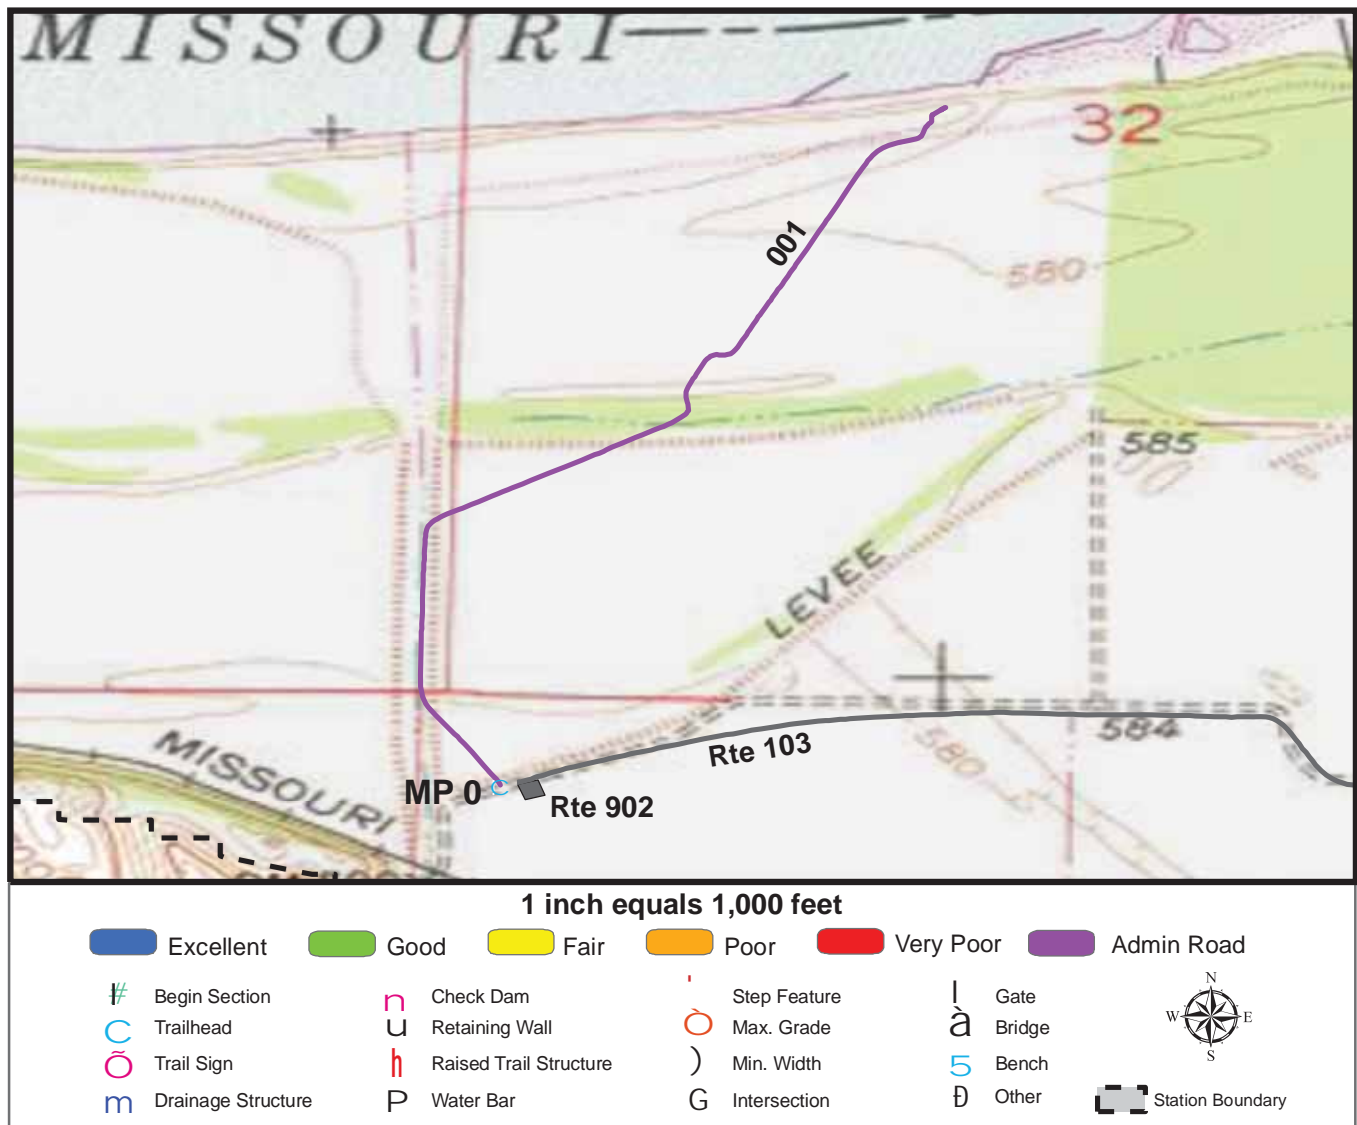 MISSOURI
32
001
580
585
LEVEE
584
580
Rte 103
MISSOURI
MP 0
C
Rte 902
1 inch equals 1,000 feet
Excellent Good Fair Poor Very Poor Admin Road
# Begin Section n Check Dam ' Step Feature I Gate N
C Trailhead u Retaining Wall Ò Max. Grade à Bridge W E
Õ Trail Sign h Raised Trail Structure ) Min. Width 5 Bench S
m Drainage Structure P Water Bar G Intersection Ð Other Station Boundary